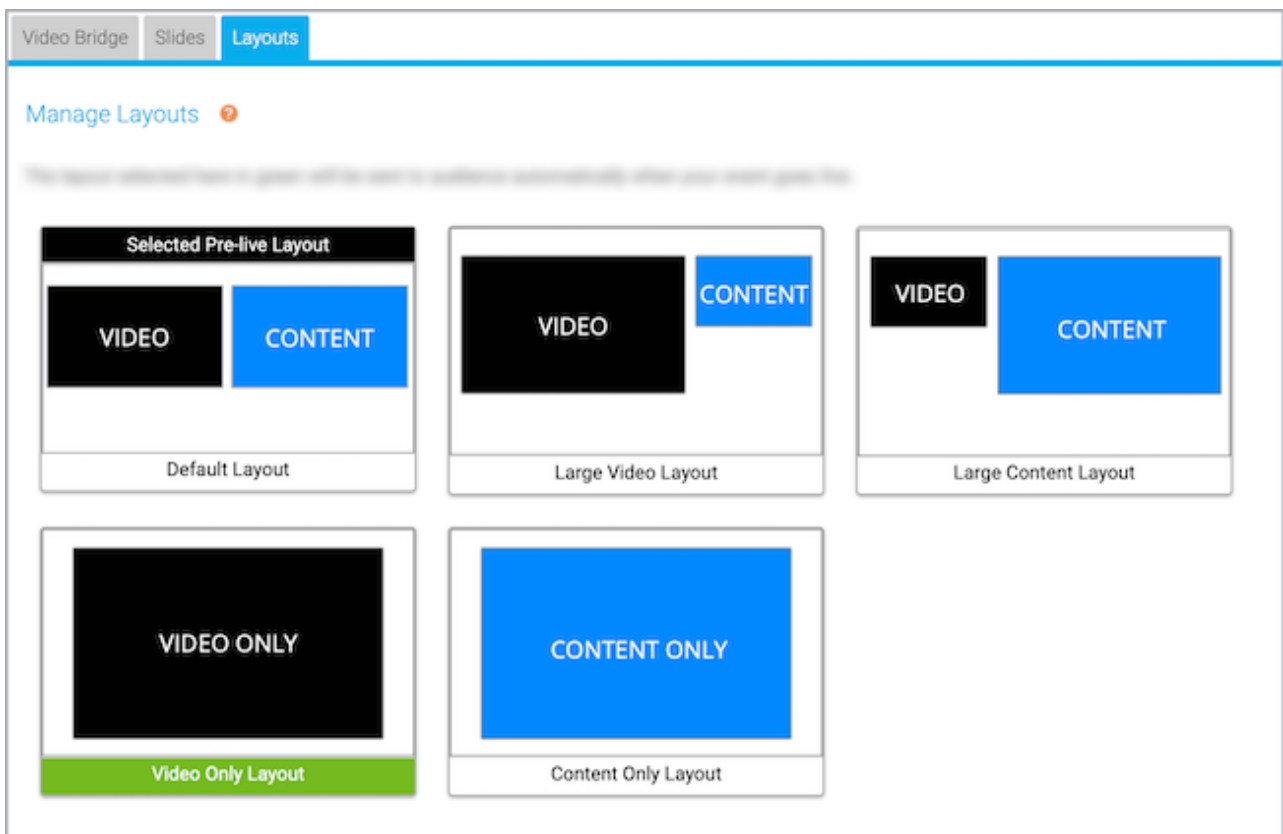 Video Bridge Slides Layouts
Manage Layouts ?
Selected Pre-live Layout
VIDEO CONTENT
Default Layout
VIDEO CONTENT
Large Video Layout
VIDEO CONTENT
Large Content Layout
VIDEO ONLY
Video Only Layout
CONTENT ONLY
Content Only Layout